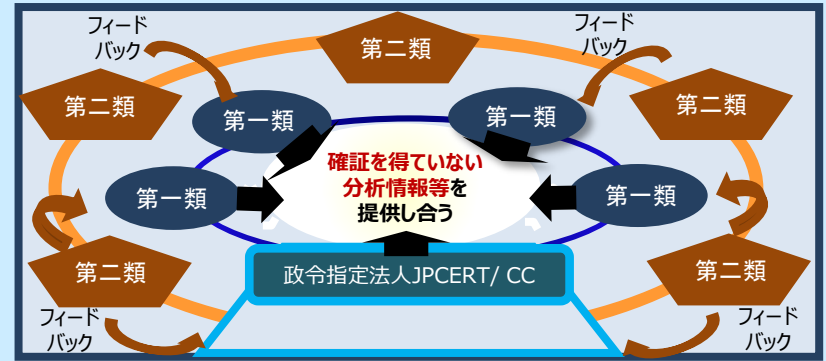 フィード
バック
第二類
フィード
バック
第二類
第二類
第一類
第一類
確証を得ていない
分析情報等を
提供し合う
第一類
第一類
第二類
第二類
政令指定法人JPCERT/ CC
フィード
バック
フィード
バック